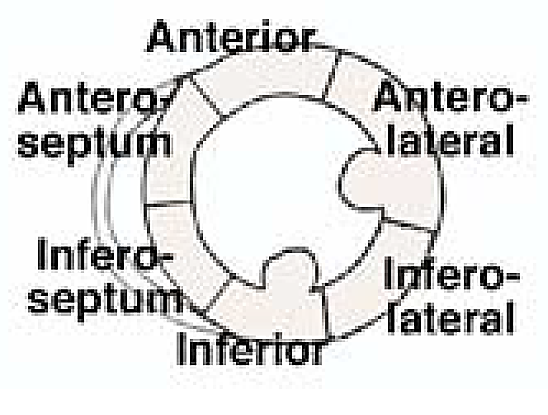 Anterior
Antero-
septum
Antero-
lateral
Infero-
septum
Infero-
lateral
Inferior